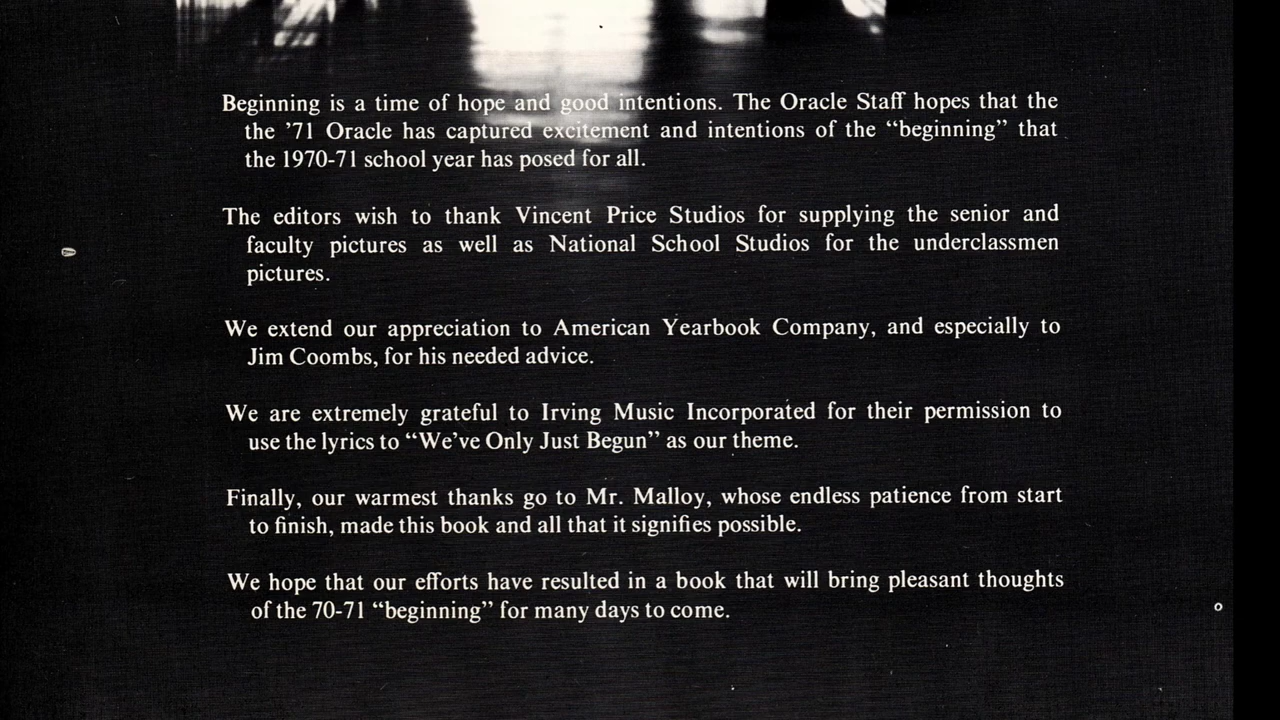 Beginning is a time of hope and good intentions. The Oracle Staff hopes that the
the ’71 Oracle has captured excitement and intentions of the “beginning” that
the 1970-71 school year has posed for all.
The editors wish to thank Vincent Price Studios for supplying the senior and
faculty pictures as well as National School Studios for the underclassmen
pictures.
We extend our appreciation to American Yearbook Company, and especially to
Jim Coombs, for his needed advice.
We are extremely grateful to Irving Music Incorporated for their permission to
use the lyrics to “We’ve Only Just Begun” as our theme.
Finally, our warmest thanks go to Mr. Malloy, whose endless patience from start
to finish, made this book and all that it signifies possible.
We hope that our efforts have resulted in a book that will bring pleasant thoughts
of the 70-71 “beginning” for many days to come.